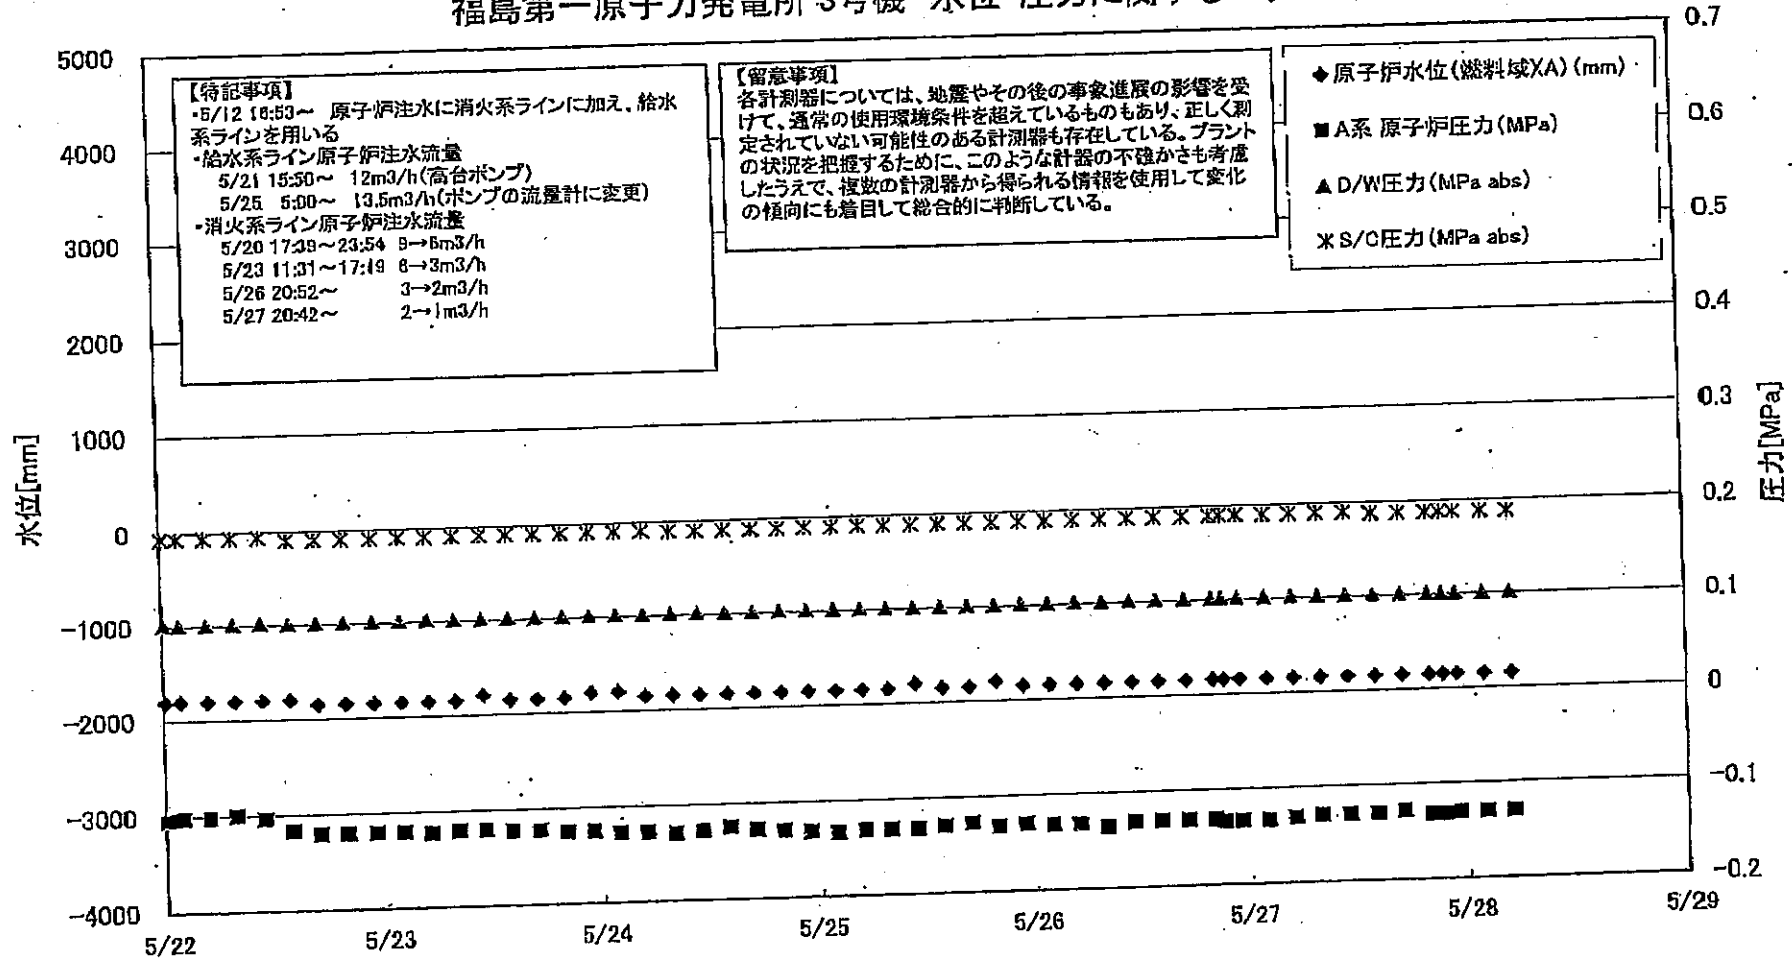 福島第一原子力発電所 3号機 水位・圧力に関する
5000
4000
3000
2000
1000
0
-1000
-2000
-3000
-4000
水位[mm]
【特記事項】
・5/12 16:53～ 原子炉注水に消火系ラインに加え、給水
系ラインを用いる
・給水系ライン原子炉注水流量
5/21 15:50～ 12m3/h(高台ポンプ)
5/25 5:00～ 13.5m3/h(ポンプの流量計に変更)
・消火系ライン原子炉注水流量
5/20 17:39～23:54 9→6m3/h
5/23 11:31～17:49 6→3m3/h
5/26 20:52～ 3→2m3/h
5/27 20:42～ 2→1m3/h
【留意事項】
各計測器については、地震やその後の事象進展の影響を受
けて、通常の使用環境条件を超えているものもあり、正しく測
定されていない可能性のある計測器も存在している。プラント
の状況を把握するために、このような計器の不確かさも考慮
したうえで、複数の計測器から得られる情報を使用して変化
の傾向にも着目して総合的に判断している。
◆原子炉水位(燃料域)(A)(mm)
■A系 原子炉圧力(MPa)
▲D/W圧力(MPa abs)
ж S/C圧力(MPa abs)
0.7
0.6
0.5
0.4
0.3
0.2
0.1
0
-0.1
-0.2
圧力[MPa]
5/22
5/23
5/24
5/25
5/26
5/27
5/28
5/29